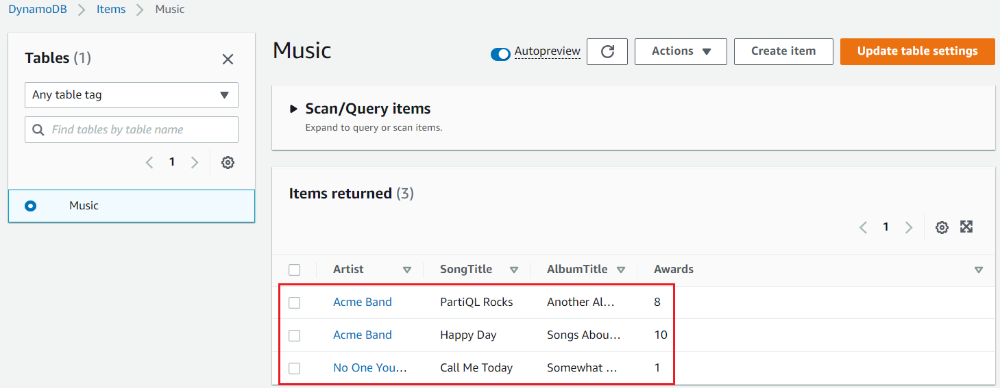 DynamoDB > Items > Music
Tables (1)
Any table tag
Find tables by table name
1
Music
Music
Autopreview
Actions
Create item
Update table settings
Scan/Query items
Expand to query or scan items.
Items returned (3)
1
Artist SongTitle AlbumTitle Awards
Acme Band PartiQL Rocks Another Al... 8
Acme Band Happy Day Songs Abou... 10
No One You... Call Me Today Somewhat ... 1